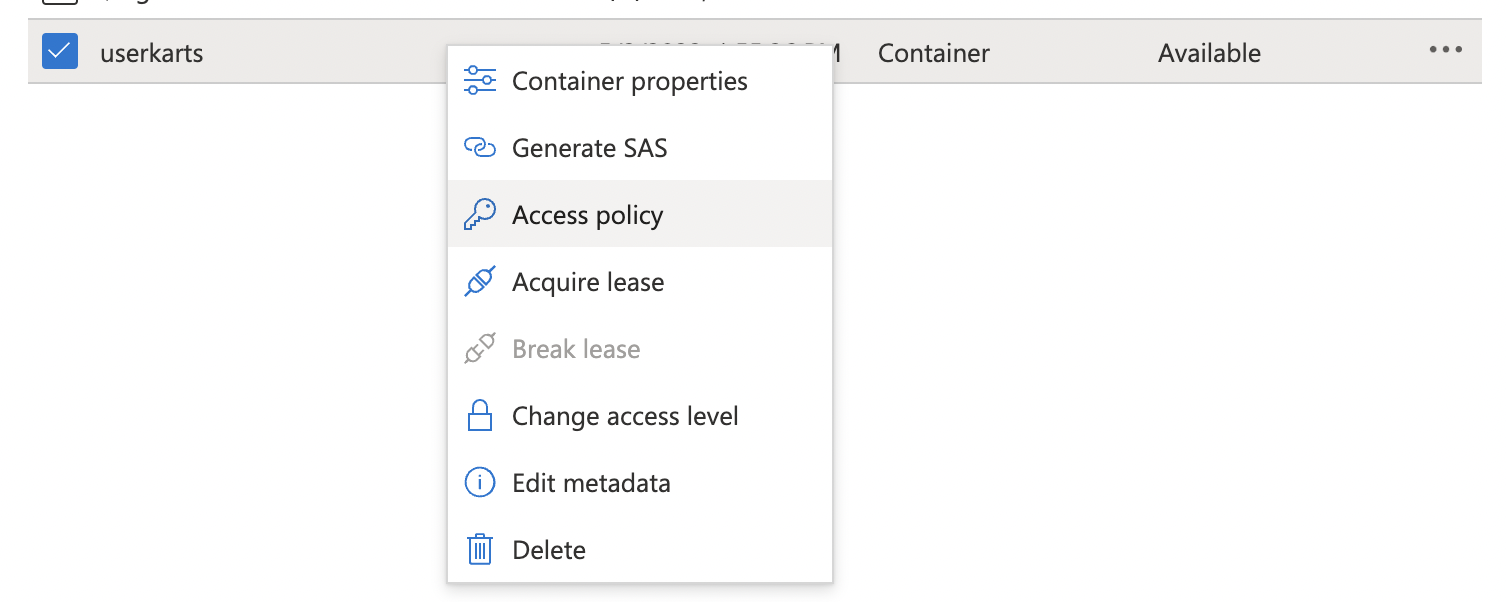 userkarts Container Available
Container properties
Generate SAS
Access policy
Acquire lease
Break lease
Change access level
Edit metadata
Delete